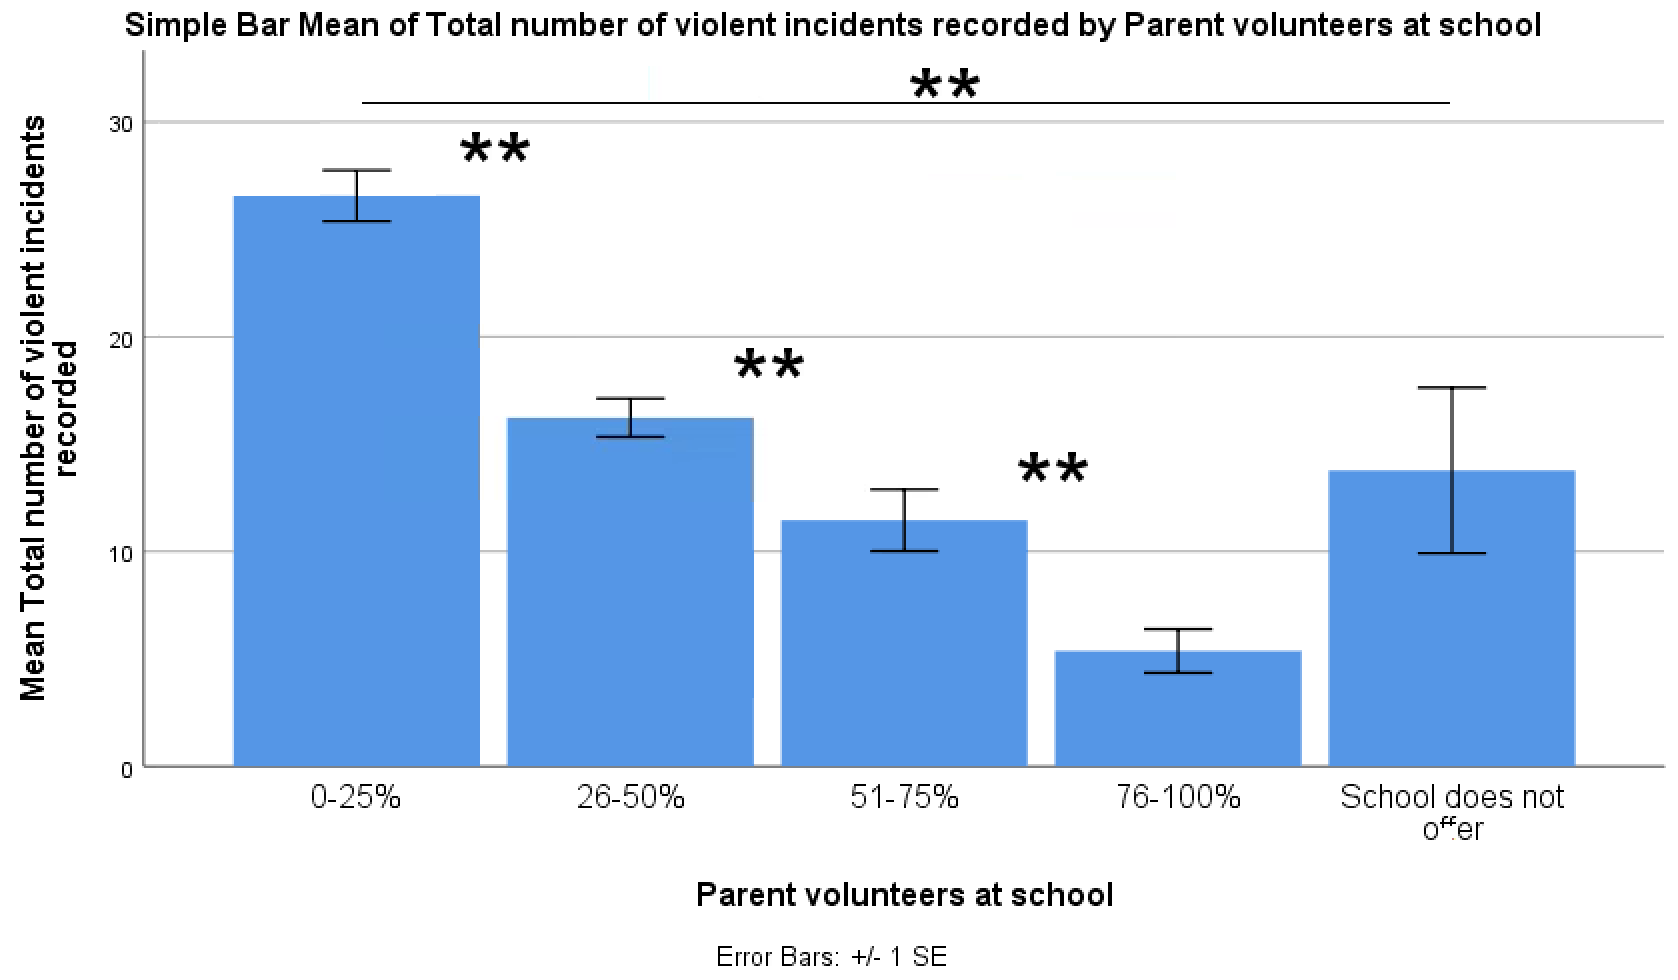 Simple Bar Mean of Total number of violent incidents recorded by Parent volunteers at school
**
30
**
20
**
**
10
0
Mean Total number of violent incidents
recorded
0-25%
26-50%
51-75%
76-100%
School does not
offer
Parent volunteers at school
Error Bars: +/- 1 SE